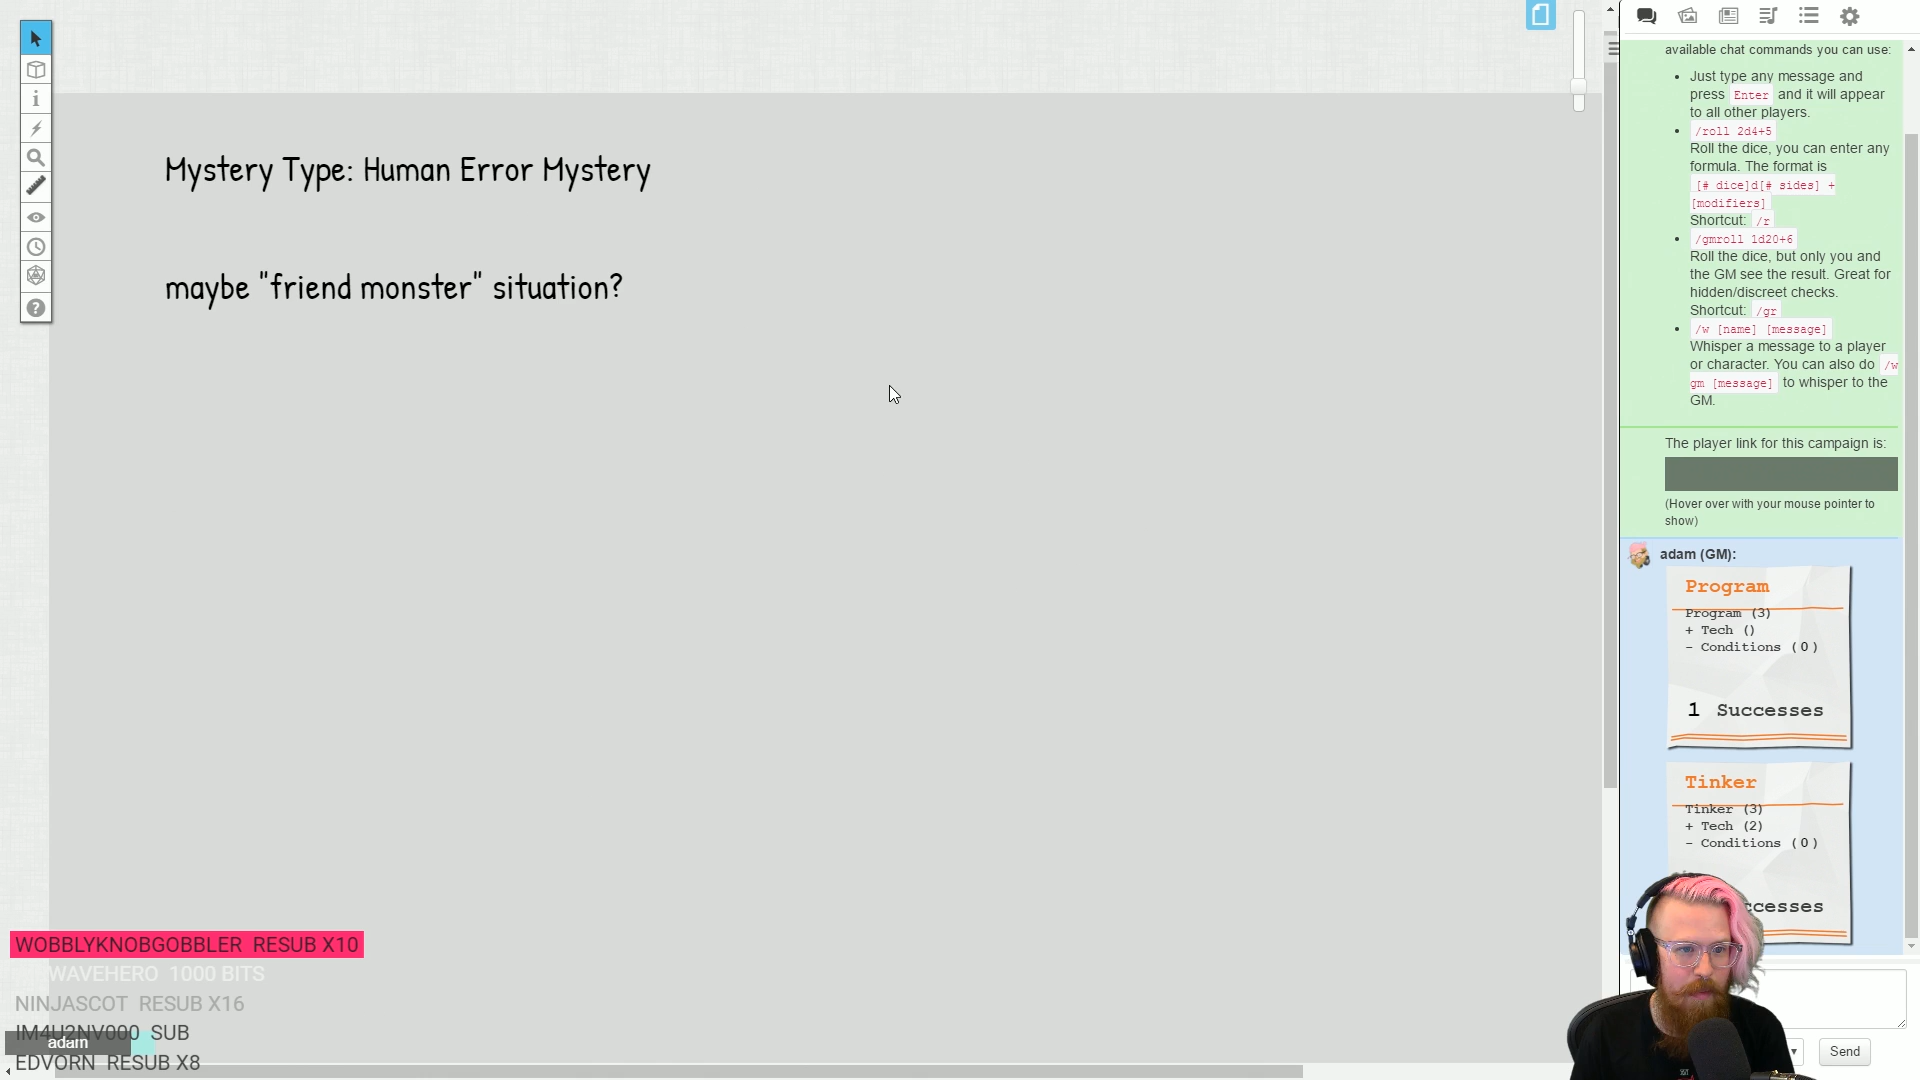 Mystery Type: Human Error Mystery
maybe "friend monster" situation?
available chat commands you can use:
Just type any message and
press Enter and it will appear
to all other players.
/roll 2d4+5
Roll the dice, you can enter any
formula. The format is
[# dice]d[# sides] +
[modifiers]
Shortcut: /r
/gmroll 1d20+6
Roll the dice, but only you and
the GM see the result. Great for
hidden/discreet checks.
Shortcut: /gr
/w [name] [message]
Whisper a message to a player
or character. You can also do /w
gm [message] to whisper to the
GM.
The player link for this campaign is:
(Hover over with your mouse pointer to
show)
adam (GM):
Program
Program (3)
+ Tech ()
- Conditions (0)
1 Successes
Tinker
Tinker (3)
+ Tech (2)
- Conditions (0)
ccesses
Send
WOBBLYKNOBGOBBLER RESUB X10
WAVEHERO 1000 BITS
NINJASCOT RESUB X16
IM4U2NV000 SUB
adam
EDVORN RESUB X8